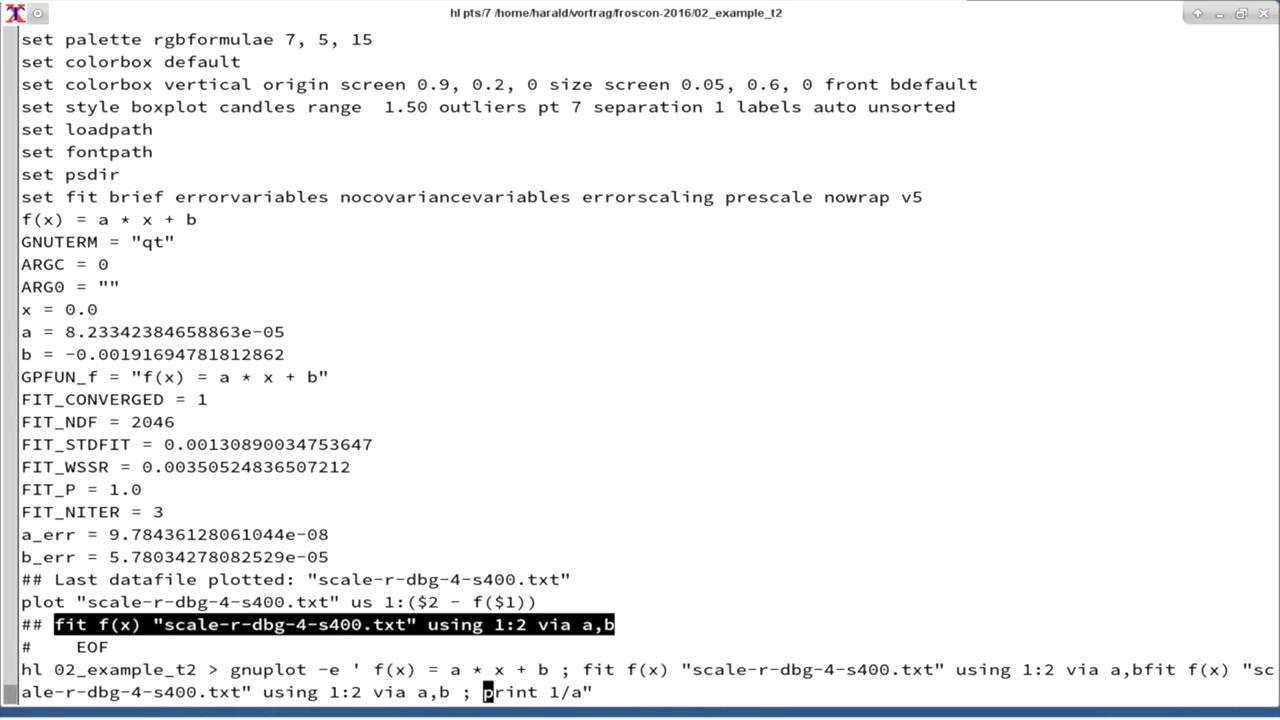 hl pts/7 /home/harald/vortrag/froscon-2016/02_example_t2
set palette rgbformulae 7, 5, 15
set colorbox default
set colorbox vertical origin screen 0.9, 0.2, 0 size screen 0.05, 0.6, 0 front bdefault
set style boxplot candles range  1.50 outliers pt 7 separation 1 labels auto unsorted
set loadpath
set fontpath
set psdir
set fit brief errorvariables nocovariancevariables errorscaling prescale nowrap v5
f(x) = a * x + b
GNUTERM = "qt"
ARGC = 0
ARG0 = ""
x = 0.0
a = 8.23342384658863e-05
b = -0.00191694781812862
GPFUN_f = "f(x) = a * x + b"
FIT_CONVERGED = 1
FIT_NDF = 2046
FIT_STDFIT = 0.00130890034753647
FIT_WSSR = 0.00350524836507212
FIT_P = 1.0
FIT_NITER = 3
a_err = 9.78436128061044e-08
b_err = 5.78034278082529e-05
## Last datafile plotted: "scale-r-dbg-4-s400.txt"
plot "scale-r-dbg-4-s400.txt" us 1:($2 - f($1))
## fit f(x) "scale-r-dbg-4-s400.txt" using 1:2 via a,b
#    EOF
hl 02_example_t2 > gnuplot -e ' f(x) = a * x + b ; fit f(x) "scale-r-dbg-4-s400.txt" using 1:2 via a,bfit f(x) "sc
ale-r-dbg-4-s400.txt" using 1:2 via a,b ; print 1/a"